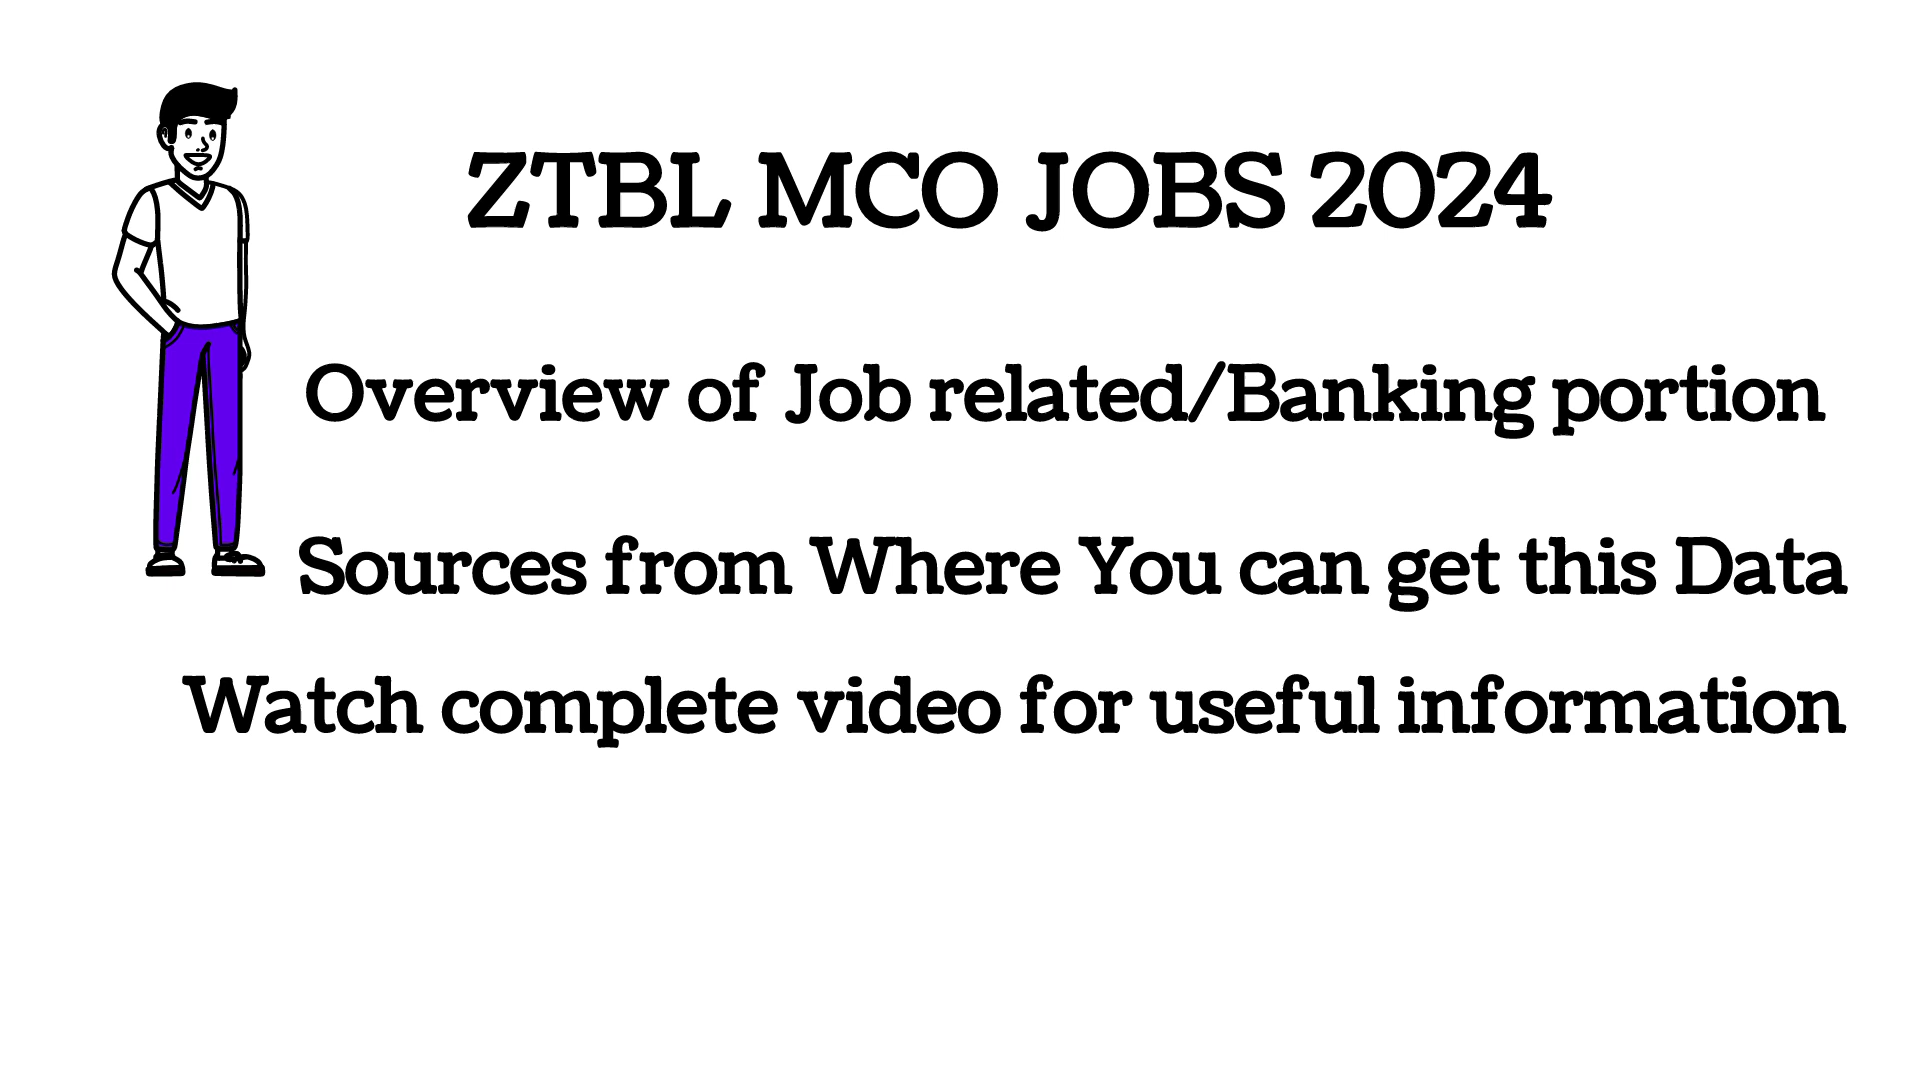 ZTBL MCO JOBS 2024
Overview of Job related/Banking portion
Sources from Where You can get this Data
Watch complete video for useful information